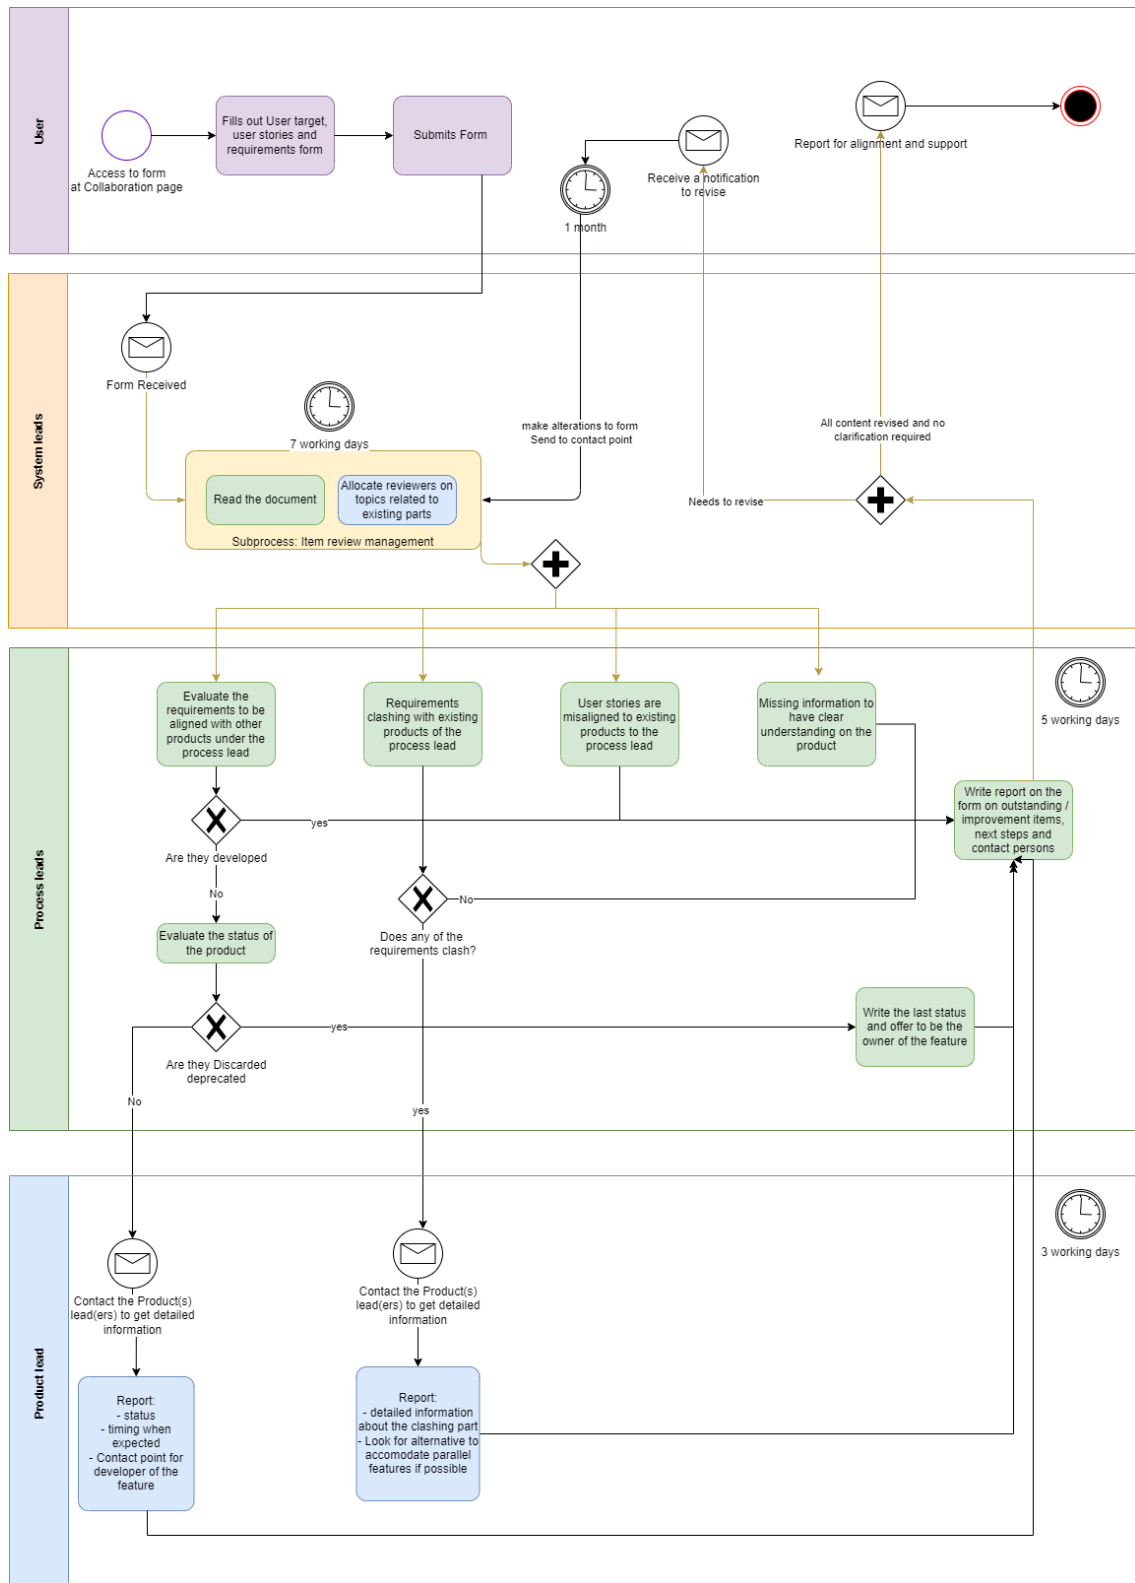 User
Access to form
at Collaboration page
Fills out User target,
user stories and
requirements form
Submits Form
1 month
Receive a notification
to revise
Report for alignment and support
System leads
Form Received
7 working days
Read the document
Allocate reviewers on
topics related to
existing parts
Subprocess: Item review management
make alterations to form
Send to contact point
Needs to revise
All content revised and no
clarification required
Process leads
5 working days
Evaluate the
requirements to be
aligned with other
products under the
process lead
Requirements
clashing with existing
products of the
process lead
User stories are
misaligned to existing
products to the
process lead
Missing information to
have clear
understanding on the
product
Write report on the
form on outstanding /
improvement items,
next steps and
contact persons
yes
Are they developed
No
No
Does any of the
requirements clash?
Evaluate the status of
the product
yes
Write the last status
and offer to be the
owner of the feature
Are they Discarded
deprecated
No
yes
Product lead
3 working days
Contact the Product(s)
lead(ers) to get detailed
information
Contact the Product(s)
lead(ers) to get detailed
information
Report:
- status
- timing when
expected
- Contact point for
developer of the
feature
Report:
- detailed information
about the clashing part
- Look for alternative to
accomodate parallel
features if possible